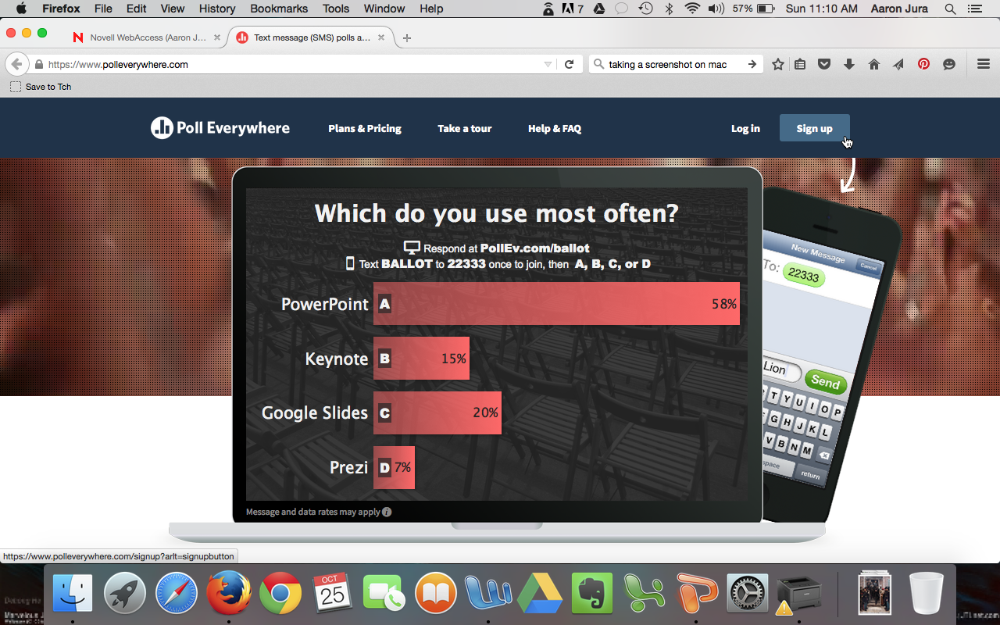 Firefox File Edit View History Bookmarks Tools Window Help 7 57% Sun 11:10 AM Aaron Jura
Novell WebAccess (Aaron J... Text message (SMS) polls a...
https://www.polleverywhere.com taking a screenshot on mac
Save to Tch
Poll Everywhere Plans & Pricing Take a tour Help & FAQ Log in Sign up
Which do you use most often?
Respond at PollEv.com/ballot
Text BALLOT to 22333 once to join, then A, B, C, or D
PowerPoint A 58%
Keynote B 15%
Google Slides C 20%
Prezi D 7%
Message and data rates may apply
New Message Cancel
To: 22333
Lion Send
T Y U I O P
G H J K L
V B N M
space return
https://www.polleverywhere.com/signup?arlt=signupbutton
OCT
25